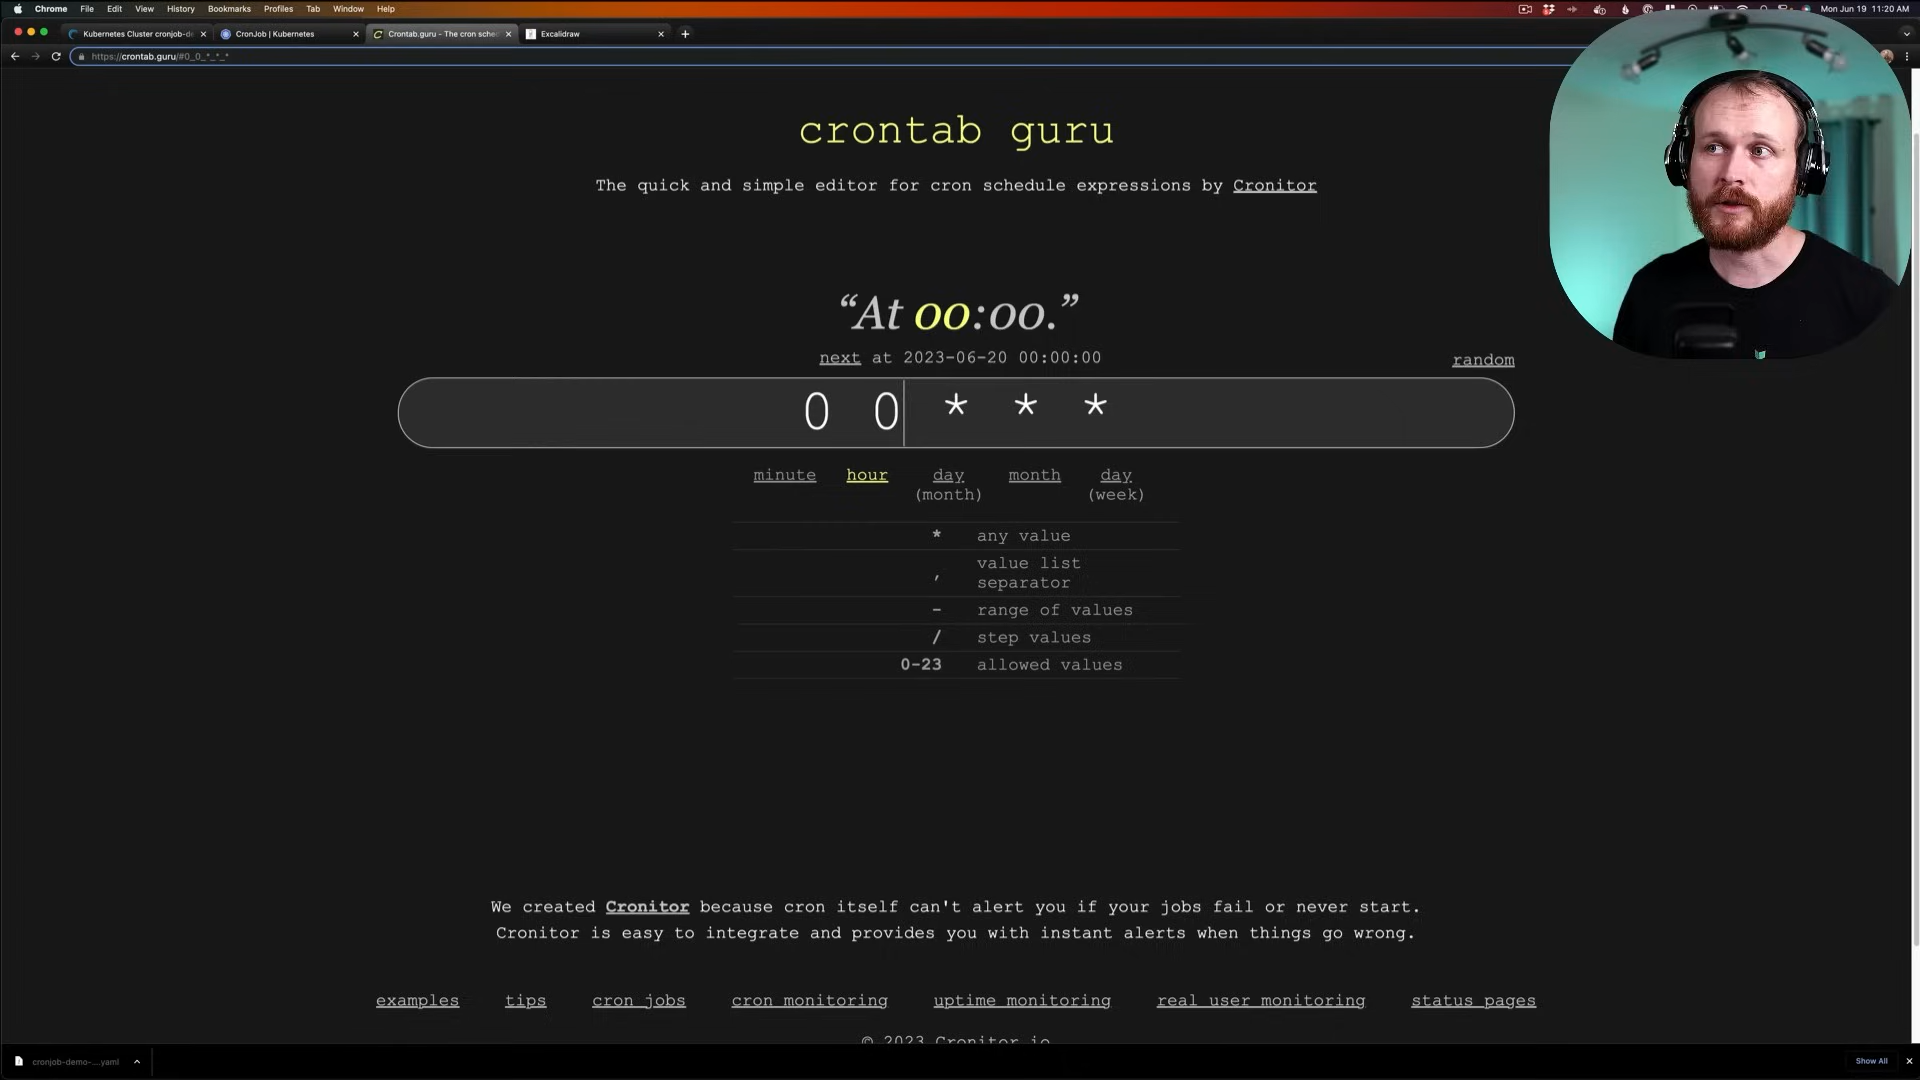 Chrome File Edit View History Bookmarks Profiles Tab Window Help
Mon Jun 19 11:20 AM
Kubernetes Cluster cronjob-de
CronJob | Kubernetes
Crontab.guru - The cron sche
Excalidraw
https://crontab.guru/#0_0_*_*_*
crontab guru
The quick and simple editor for cron schedule expressions by Cronitor
“At 00:00.”
next at 2023-06-20 00:00:00
random
0 0 * * *
minute hour day (month) month day (week)
* any value
, value list separator
- range of values
/ step values
0-23 allowed values
We created Cronitor because cron itself can't alert you if your jobs fail or never start.
Cronitor is easy to integrate and provides you with instant alerts when things go wrong.
examples tips cron jobs cron monitoring uptime monitoring real user monitoring status pages
© 2023 Cronitor.io
cronjob-demo-....yaml
Show All